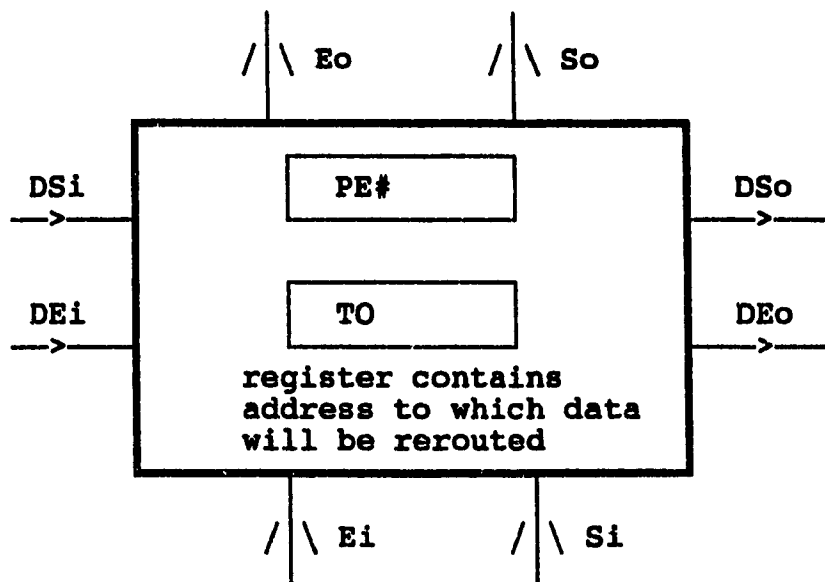 Eo So
DSi PE# DSo
DEi TO DEo
register contains
address to which data
will be rerouted
Ei Si